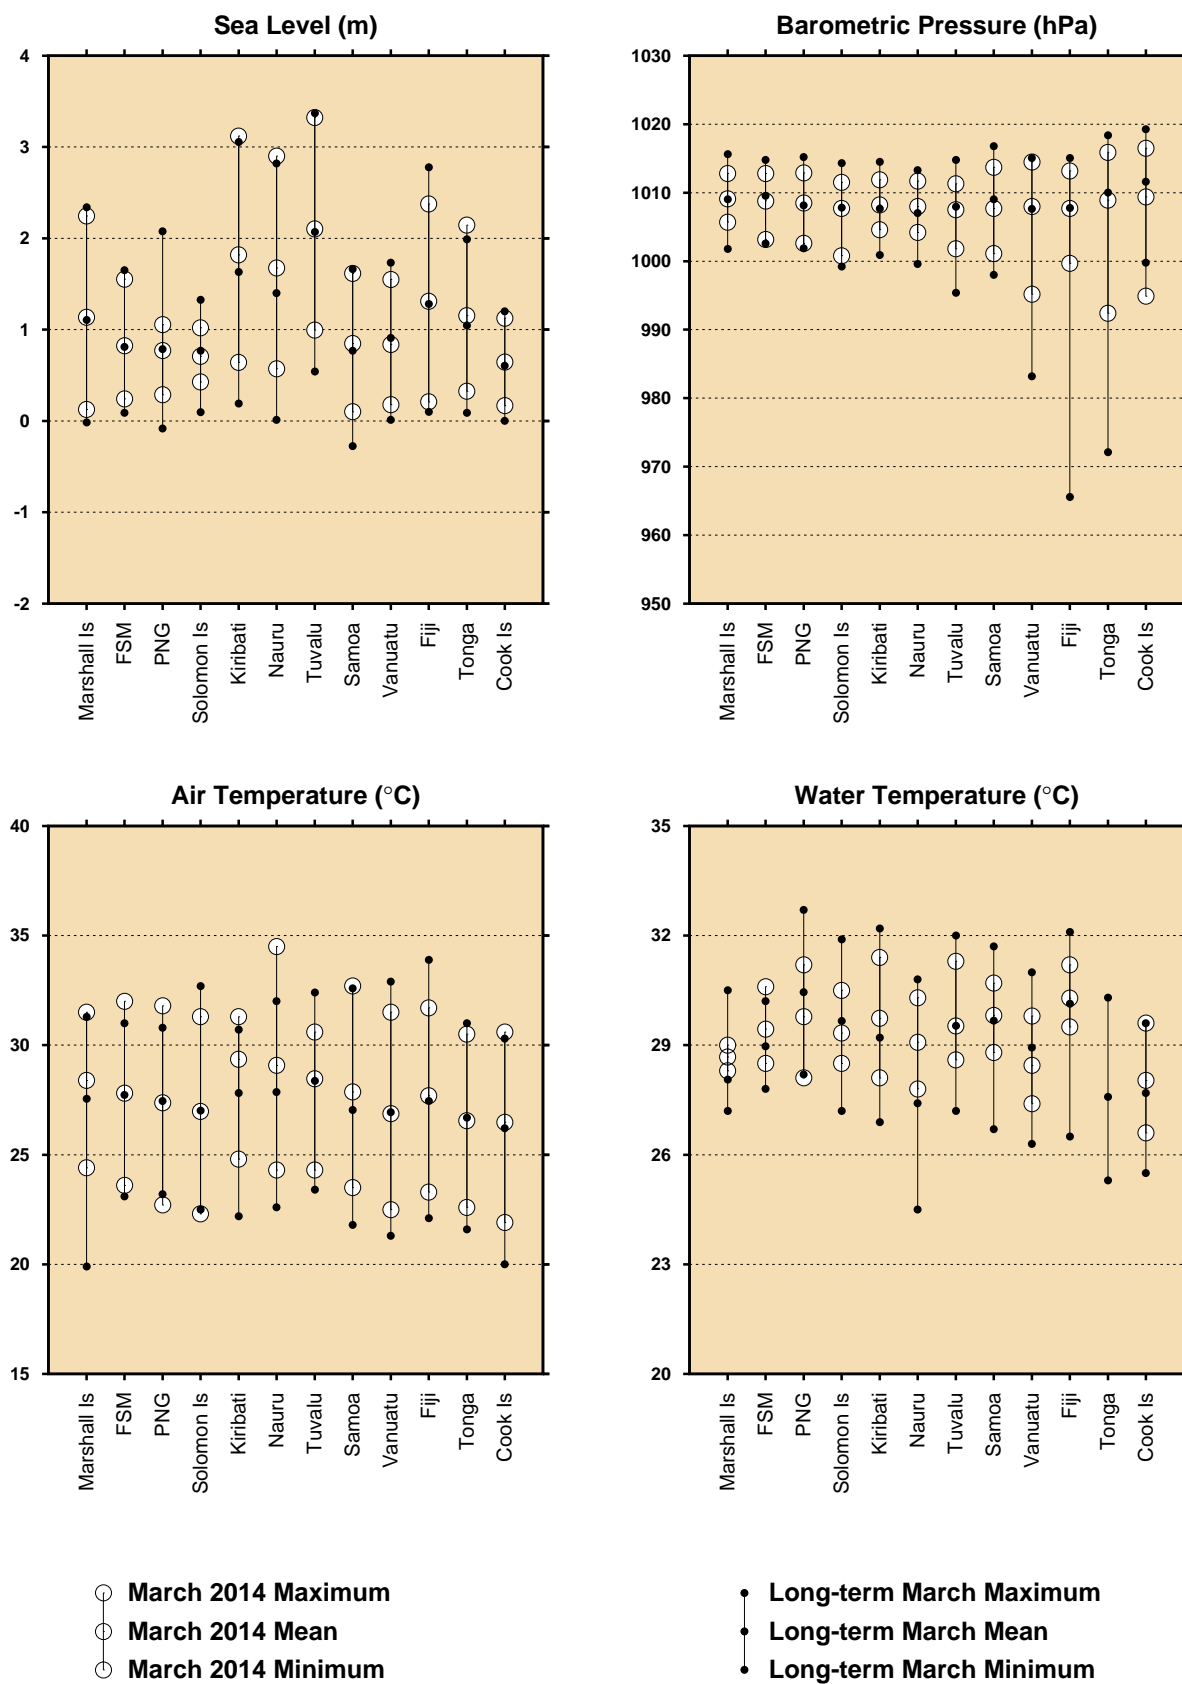 Sea Level (m)
4
3
2
1
0
-1
-2
Marshall Is
FSM
PNG
Solomon Is
Kiribati
Nauru
Tuvalu
Samoa
Vanuatu
Fiji
Tonga
Cook Is
Barometric Pressure (hPa)
1030
1020
1010
1000
990
980
970
960
950
Marshall Is
FSM
PNG
Solomon Is
Kiribati
Nauru
Tuvalu
Samoa
Vanuatu
Fiji
Tonga
Cook Is
Air Temperature (°C)
40
35
30
25
20
15
Marshall Is
FSM
PNG
Solomon Is
Kiribati
Nauru
Tuvalu
Samoa
Vanuatu
Fiji
Tonga
Cook Is
Water Temperature (°C)
35
32
29
26
23
20
Marshall Is
FSM
PNG
Solomon Is
Kiribati
Nauru
Tuvalu
Samoa
Vanuatu
Fiji
Tonga
Cook Is
March 2014 Maximum
March 2014 Mean
March 2014 Minimum
Long-term March Maximum
Long-term March Mean
Long-term March Minimum